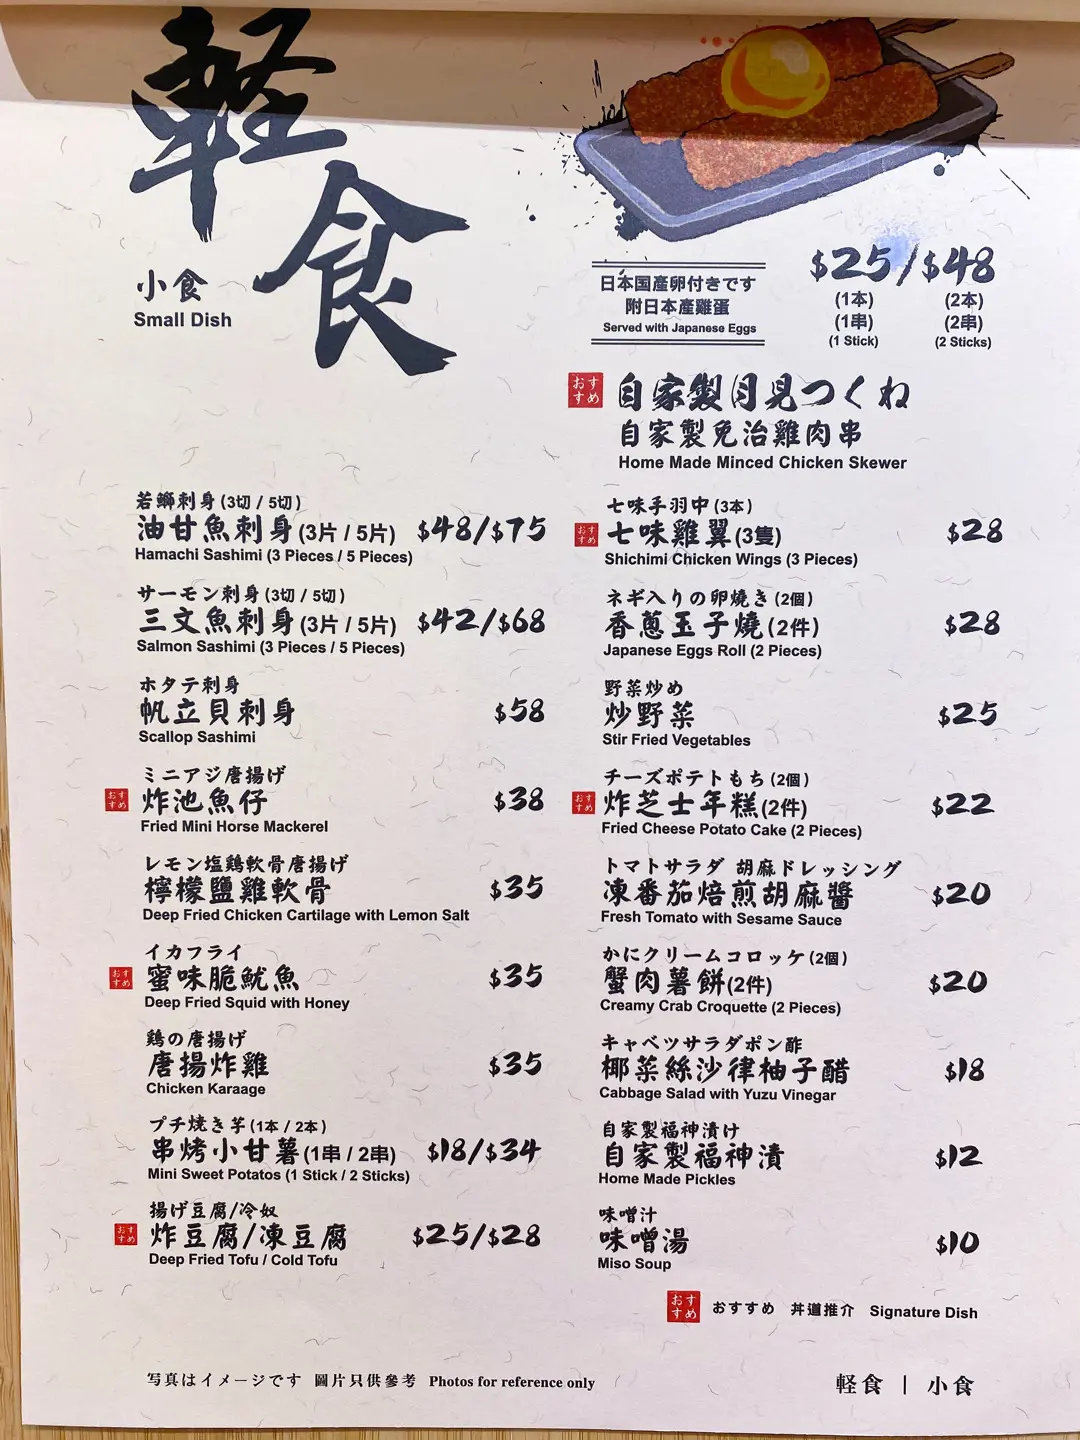 軽食
小食
Small Dish
$25/$48
日本国産卵付きです
附日本產雞蛋
Served with Japanese Eggs
(1本) (2本)
(1串) (2串)
(1 Stick) (2 Sticks)
おすすめ
自家製月見つくね
自家製免治雞肉串
Home Made Minced Chicken Skewer
若鰤刺身(3切 / 5切)
油甘魚刺身(3片 / 5片) $48/$75
Hamachi Sashimi (3 Pieces / 5 Pieces)
サーモン刺身(3切 / 5切)
三文魚刺身(3片 / 5片) $42/$68
Salmon Sashimi (3 Pieces / 5 Pieces)
ホタテ刺身
帆立貝刺身 $58
Scallop Sashimi
ミニアジ唐揚げ
おすすめ 炸池魚仔 $38
Fried Mini Horse Mackerel
レモン塩鶏軟骨唐揚げ
檸檬鹽雞軟骨 $35
Deep Fried Chicken Cartilage with Lemon Salt
イカフライ
おすすめ 蜜味脆魷魚 $35
Deep Fried Squid with Honey
鶏の唐揚げ
唐揚炸雞 $35
Chicken Karaage
プチ焼き芋(1本 / 2本)
串烤小甘薯(1串 / 2串) $18/$34
Mini Sweet Potatos (1 Stick / 2 Sticks)
揚げ豆腐/冷奴
おすすめ 炸豆腐/凍豆腐 $25/$28
Deep Fried Tofu / Cold Tofu
七味手羽中(3本)
おすすめ 七味雞翼(3隻) $28
Shichimi Chicken Wings (3 Pieces)
ネギ入りの卵焼き(2個)
香蔥玉子燒(2件) $28
Japanese Eggs Roll (2 Pieces)
野菜炒め
炒野菜 $25
Stir Fried Vegetables
チーズポテトもち(2個)
おすすめ 炸芝士年糕(2件) $22
Fried Cheese Potato Cake (2 Pieces)
トマトサラダ 胡麻ドレッシング
凍番茄焙煎胡麻醬 $20
Fresh Tomato with Sesame Sauce
かにクリームコロッケ(2個)
蟹肉薯餅(2件) $20
Creamy Crab Croquette (2 Pieces)
キャベツサラダポン酢
椰菜絲沙律柚子醋 $18
Cabbage Salad with Yuzu Vinegar
自家製福神漬け
自家製福神漬 $12
Home Made Pickles
味噌汁
味噌湯 $10
Miso Soup
おすすめ おすすめ 丼道推介 Signature Dish
写真はイメージです 圖片只供參考 Photos for reference only
軽食 | 小食